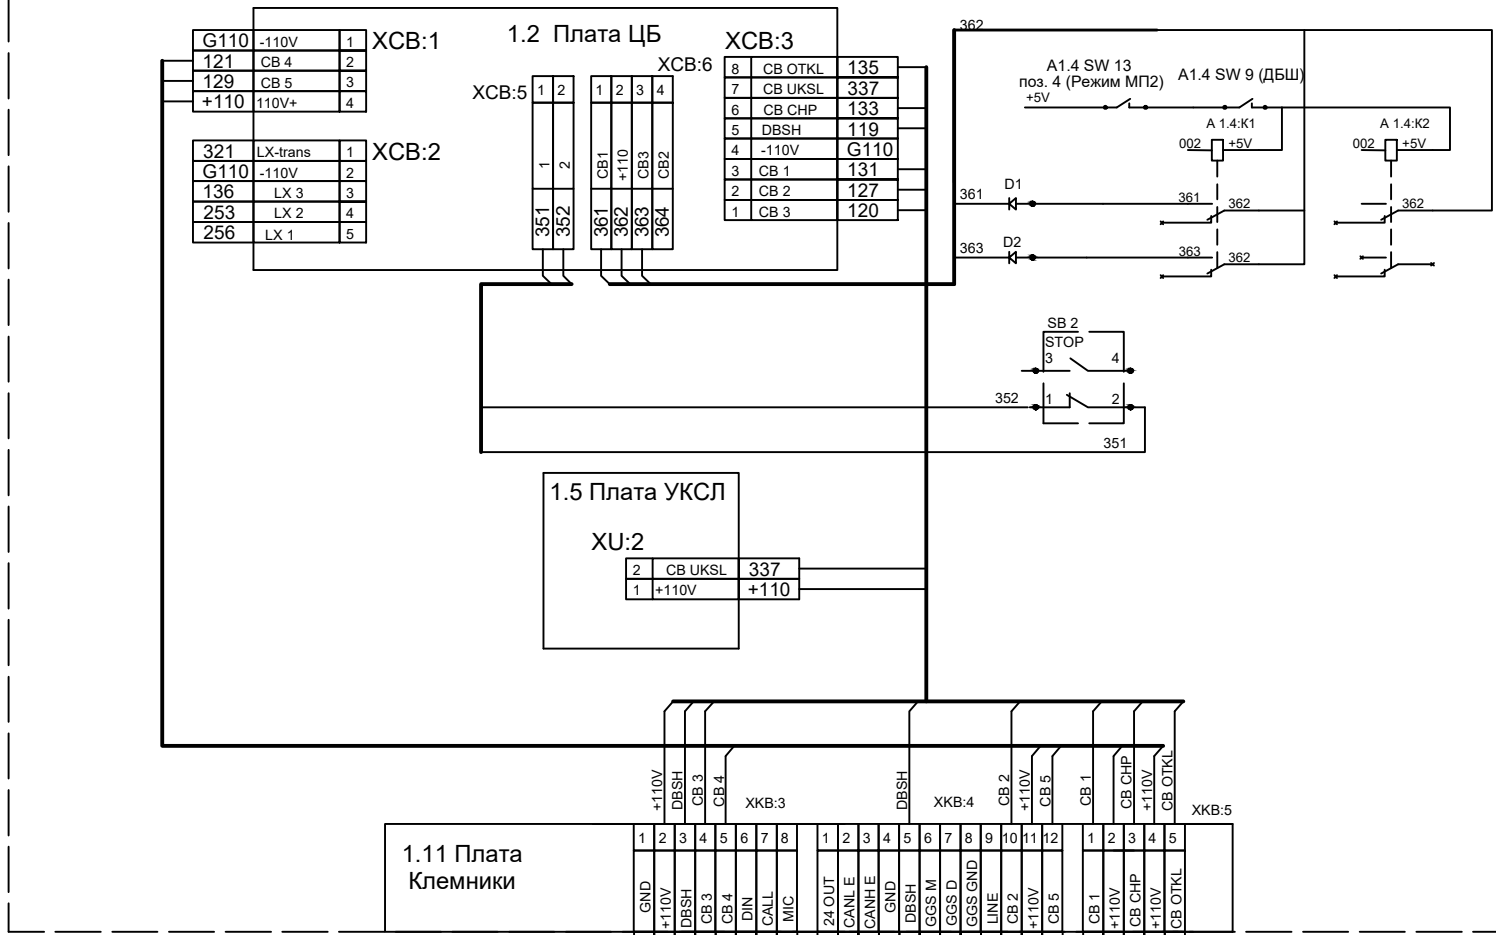 1.2 Плата ЦБ
XCB:1
G110 -110V 1
121 CB 4 2
129 CB 5 3
+110 110V+ 4
XCB:2
321 LX-trans 1
G110 -110V 2
136 LX 3 3
253 LX 2 4
256 LX 1 5
XCB:5
1 2
1 2
351 352
XCB:6
1 2 3 4
CB1 +110 CB3 CB2
361 362 363 364
XCB:3
8 CB OTKL 135
7 CB UKSL 337
6 CB CHP 133
5 DBSH 119
4 -110V G110
3 CB 1 131
2 CB 2 127
1 CB 3 120
362
A1.4 SW 13
поз. 4 (Режим МП2)
A1.4 SW 9 (ДБШ)
+5V
A 1.4:K1
002 +5V
A 1.4:K2
002 +5V
361 D1 361 362 362
363 D2 363 362
SB 2
STOP
3 4
352 1 2
351
1.5 Плата УКСЛ
XU:2
2 CB UKSL 337
1 +110V +110
+110V DBSH CB 3 CB 4 DBSH CB 2 +110V CB 5 CB 1 CB CHP +110V CB OTKL
XKB:3 XKB:4 XKB:5
1.11 Плата
Клемники
1 2 3 4 5 6 7 8
GND +110V DBSH CB 3 CB 4 DIN CALL MIC
1 2 3 4 5 6 7 8 9 10 11 12
24 OUT CANL E CANH E GND DBSH GGS M GGS D GGS GND LINE CB 2 +110V CB 5
1 2 3 4 5
CB 1 +110V CB CHP +110V CB OTKL